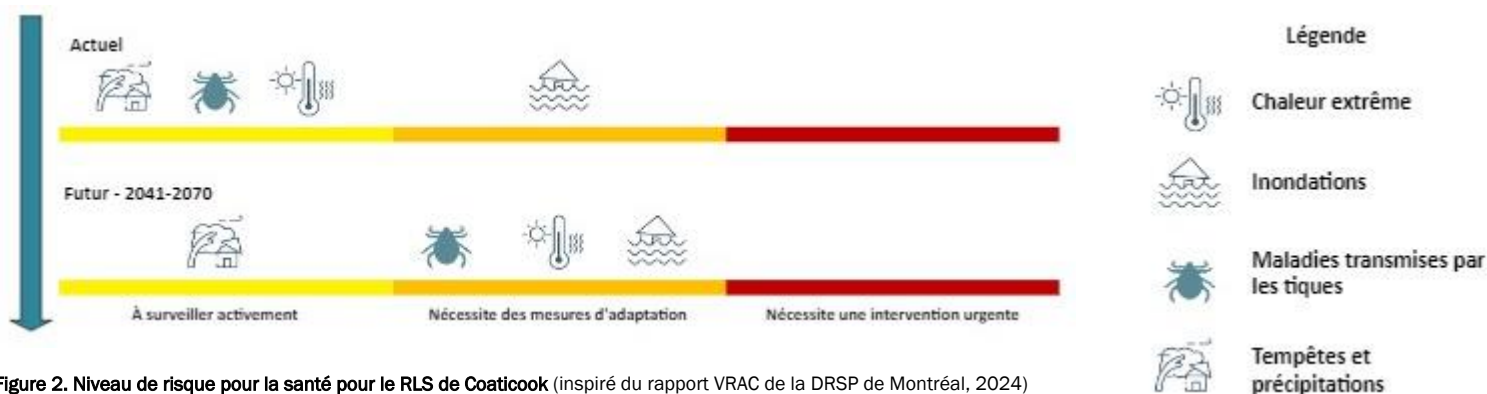 Actuel
Futur - 2041-2070
À surveiller activement
Nécessite des mesures d'adaptation
Nécessite une intervention urgente
Légende
Chaleur extrême
Inondations
Maladies transmises par
les tiques
Tempêtes et
précipitations
Figure 2. Niveau de risque pour la santé pour le RLS de Coaticook (inspiré du rapport VRAC de la DRSP de Montréal, 2024)